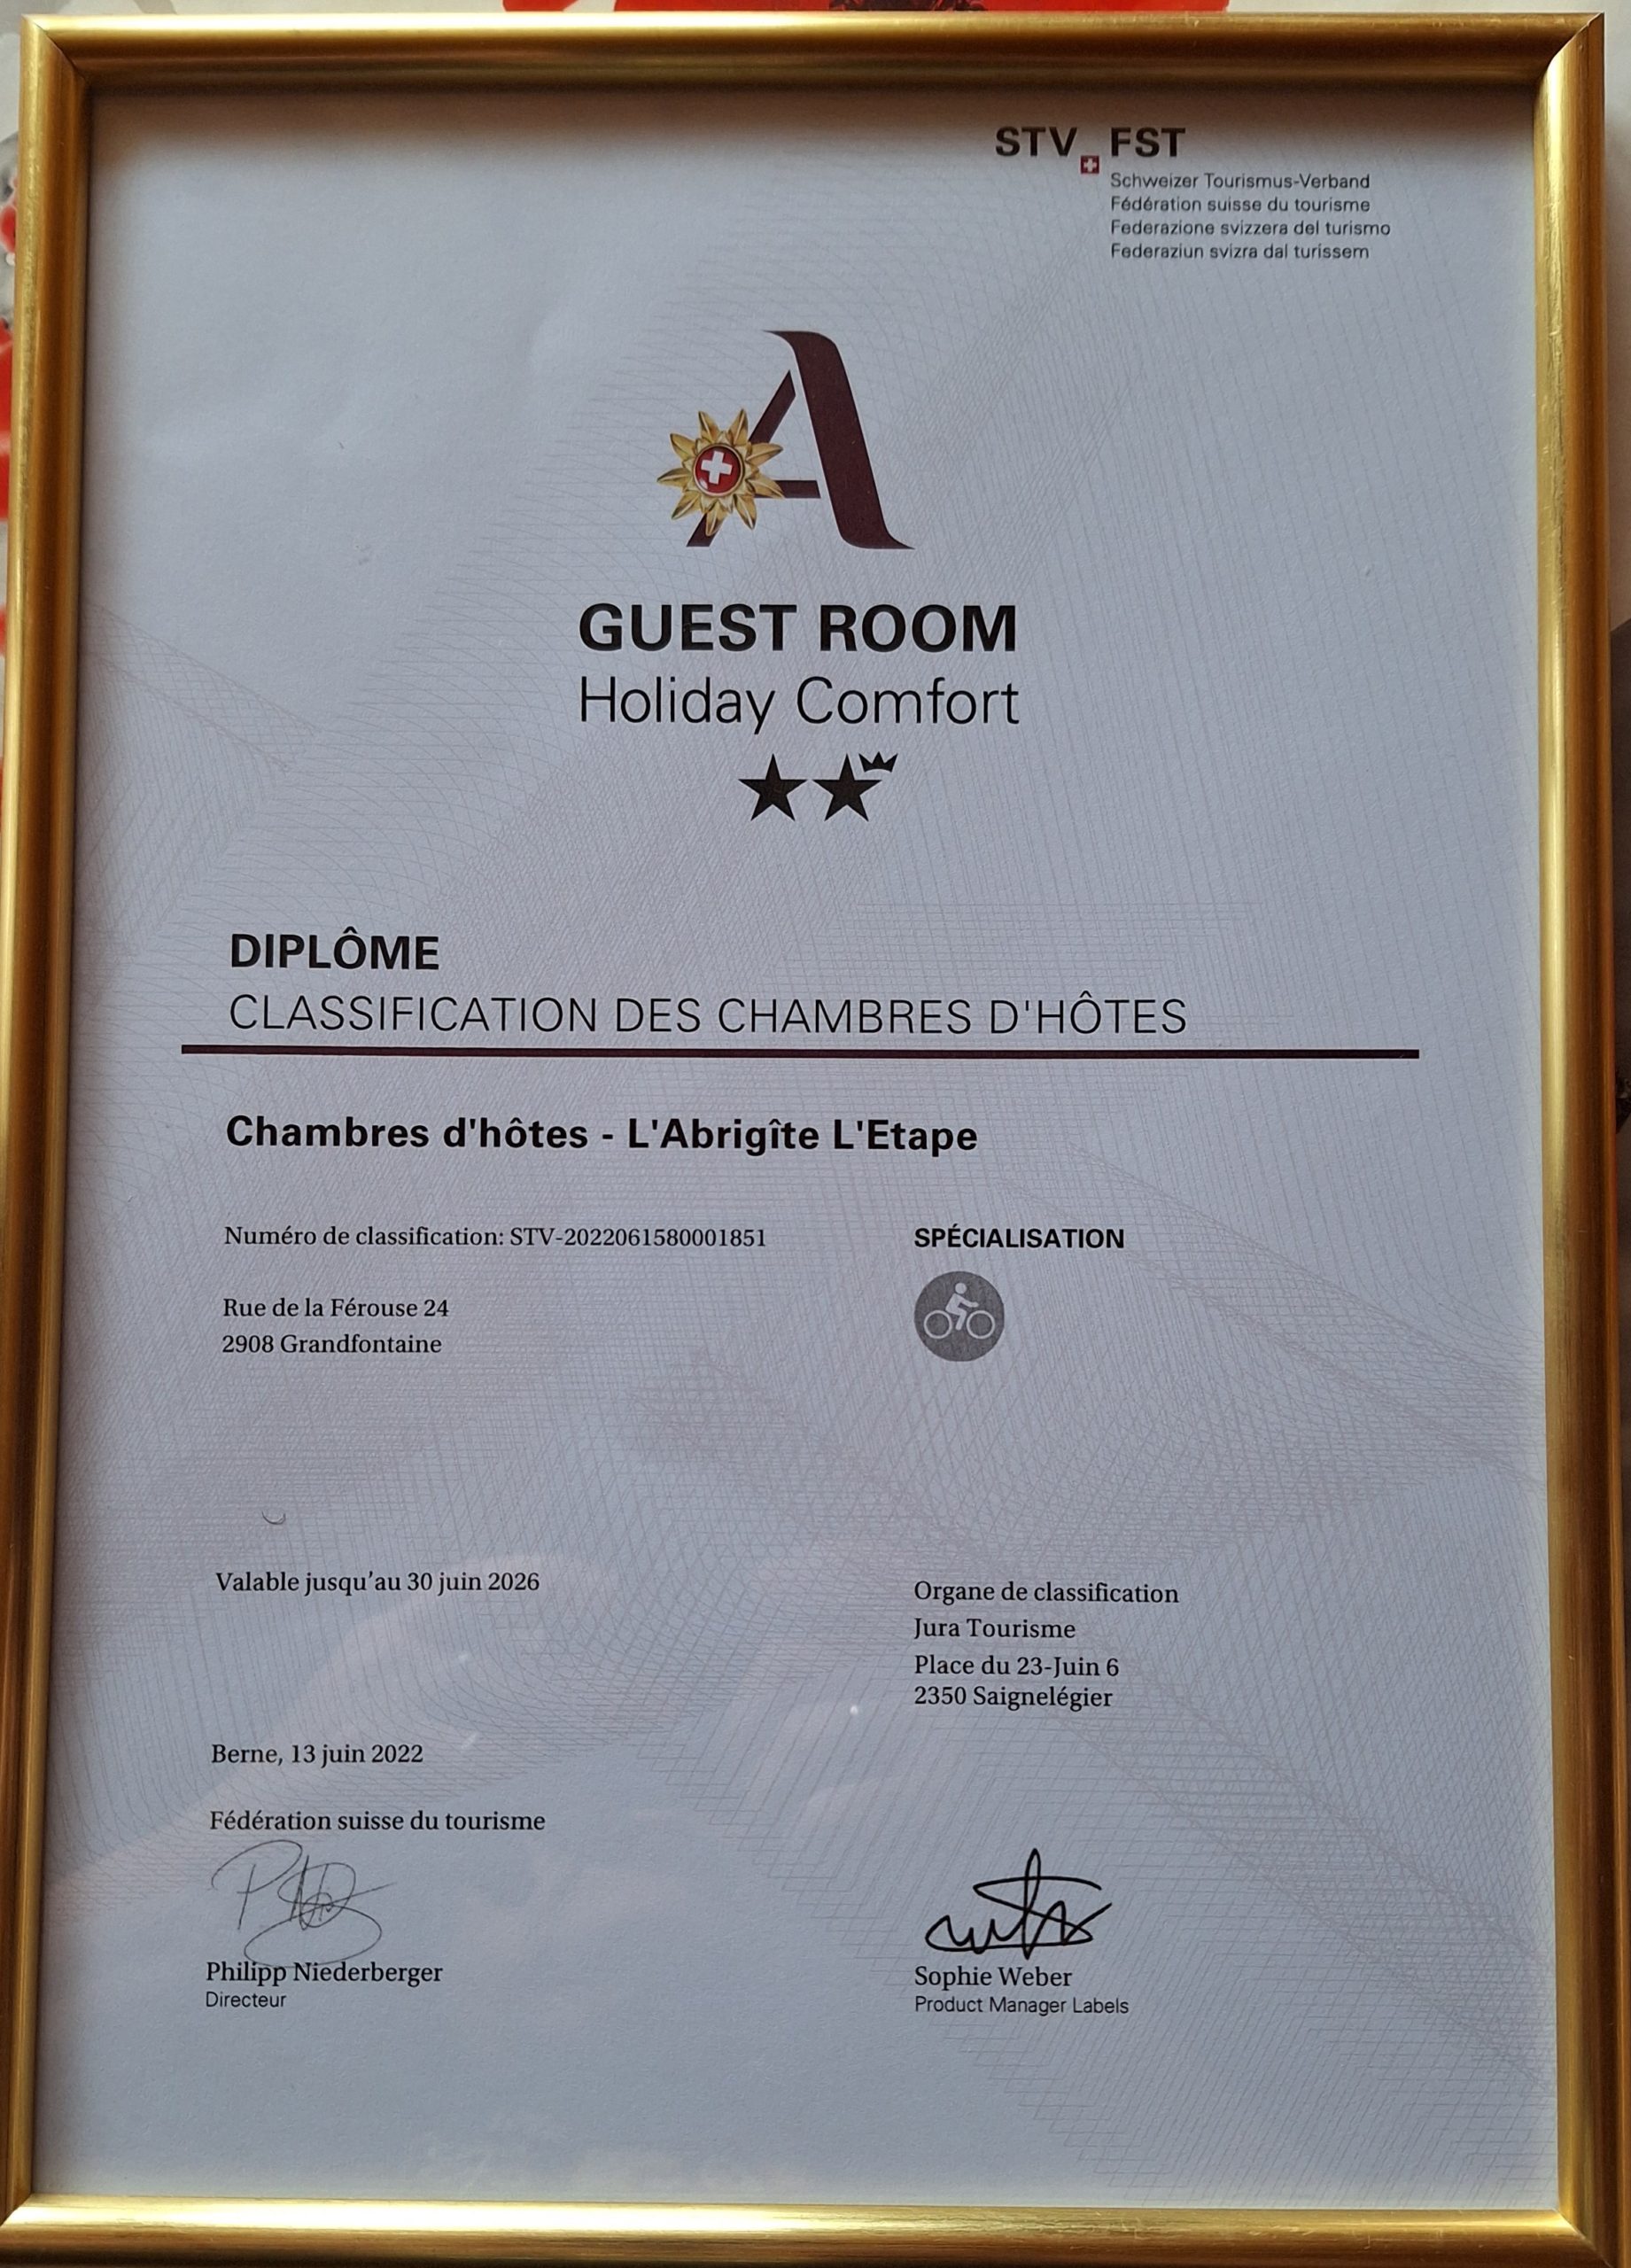 STV FST
Schweizer Tourismus-Verband
Fédération suisse du tourisme
Federazione svizzera del turismo
Federaziun svizra dal turissem
A
GUEST ROOM
Holiday Comfort
DIPLÔME
CLASSIFICATION DES CHAMBRES D'HÔTES
Chambres d'hôtes - L'Abrigîte L'Etape
Numéro de classification: STV-2022061580001851
SPÉCIALISATION
Rue de la Férouse 24
2908 Grandfontaine
Valable jusqu’au 30 juin 2026
Organe de classification
Jura Tourisme
Place du 23-Juin 6
2350 Saignelégier
Berne, 13 juin 2022
Fédération suisse du tourisme
Philipp Niederberger
Directeur
Sophie Weber
Product Manager Labels